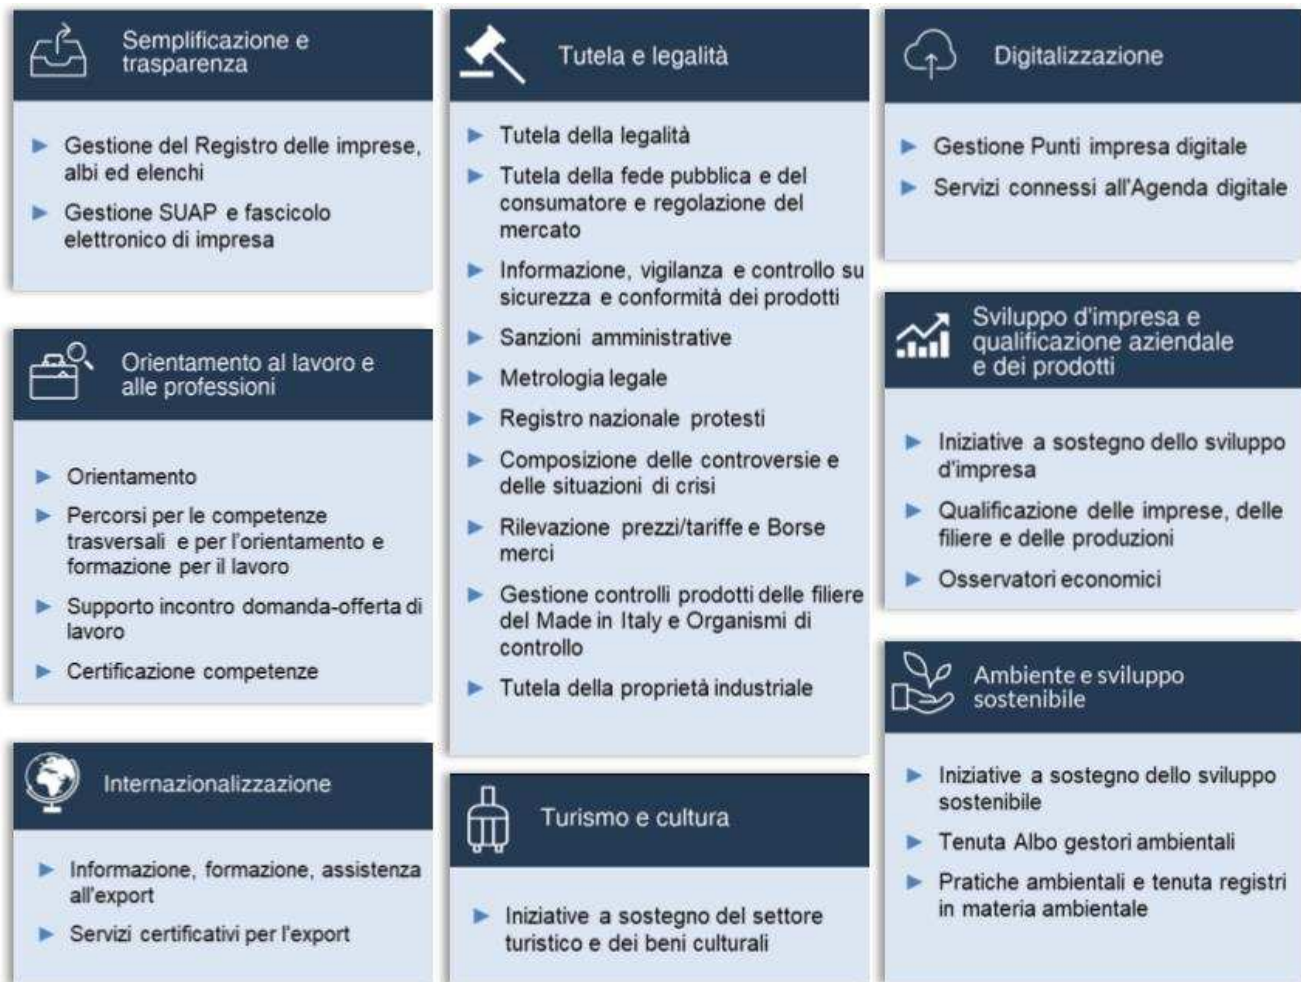 Semplificazione e
trasparenza
Gestione del Registro delle imprese,
albi ed elenchi
Gestione SUAP e fascicolo
elettronico di impresa
Orientamento al lavoro e
alle professioni
Orientamento
Percorsi per le competenze
trasversali e per l'orientamento e
formazione per il lavoro
Supporto incontro domanda-offerta di
lavoro
Certificazione competenze
Internazionalizzazione
Informazione, formazione, assistenza
all'export
Servizi certificativi per l'export
Tutela e legalità
Tutela della legalità
Tutela della fede pubblica e del
consumatore e regolazione del
mercato
Informazione, vigilanza e controllo su
sicurezza e conformità dei prodotti
Sanzioni amministrative
Metrologia legale
Registro nazionale protesti
Composizione delle controversie e
delle situazioni di crisi
Rilevazione prezzi/tariffe e Borse
merci
Gestione controlli prodotti delle filiere
del Made in Italy e Organismi di
controllo
Tutela della proprietà industriale
Turismo e cultura
Iniziative a sostegno del settore
turistico e dei beni culturali
Digitalizzazione
Gestione Punti impresa digitale
Servizi connessi all'Agenda digitale
Sviluppo d'impresa e
qualificazione aziendale
e dei prodotti
Iniziative a sostegno dello sviluppo
d'impresa
Qualificazione delle imprese, delle
filiere e delle produzioni
Osservatori economici
Ambiente e sviluppo
sostenibile
Iniziative a sostegno dello sviluppo
sostenibile
Tenuta Albo gestori ambientali
Pratiche ambientali e tenuta registri
in materia ambientale